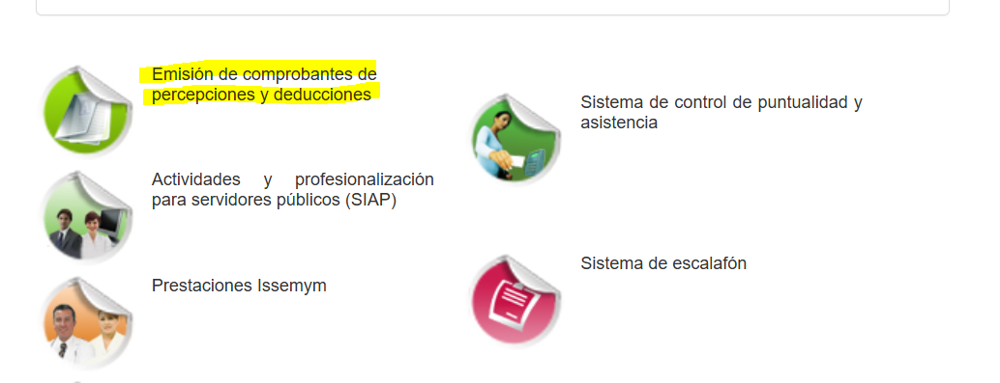 Emisión de comprobantes de
percepciones y deducciones
Actividades y profesionalización
para servidores públicos (SIAP)
Prestaciones Issemym
Sistema de control de puntualidad y
asistencia
Sistema de escalafón